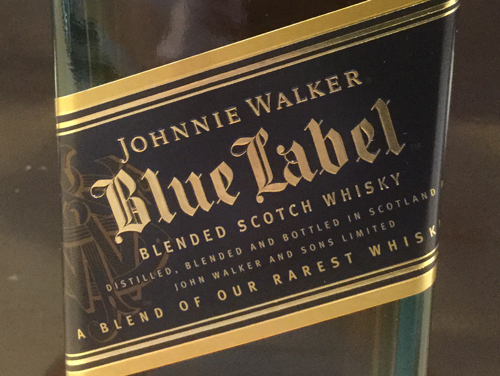 JOHNNIE WALKER
Blue Label
BLENDED SCOTCH WHISKY
DISTILLED, BLENDED AND BOTTLED IN SCOTLAND
JOHN WALKER AND SONS LIMITED
A BLEND OF OUR RAREST WHISK